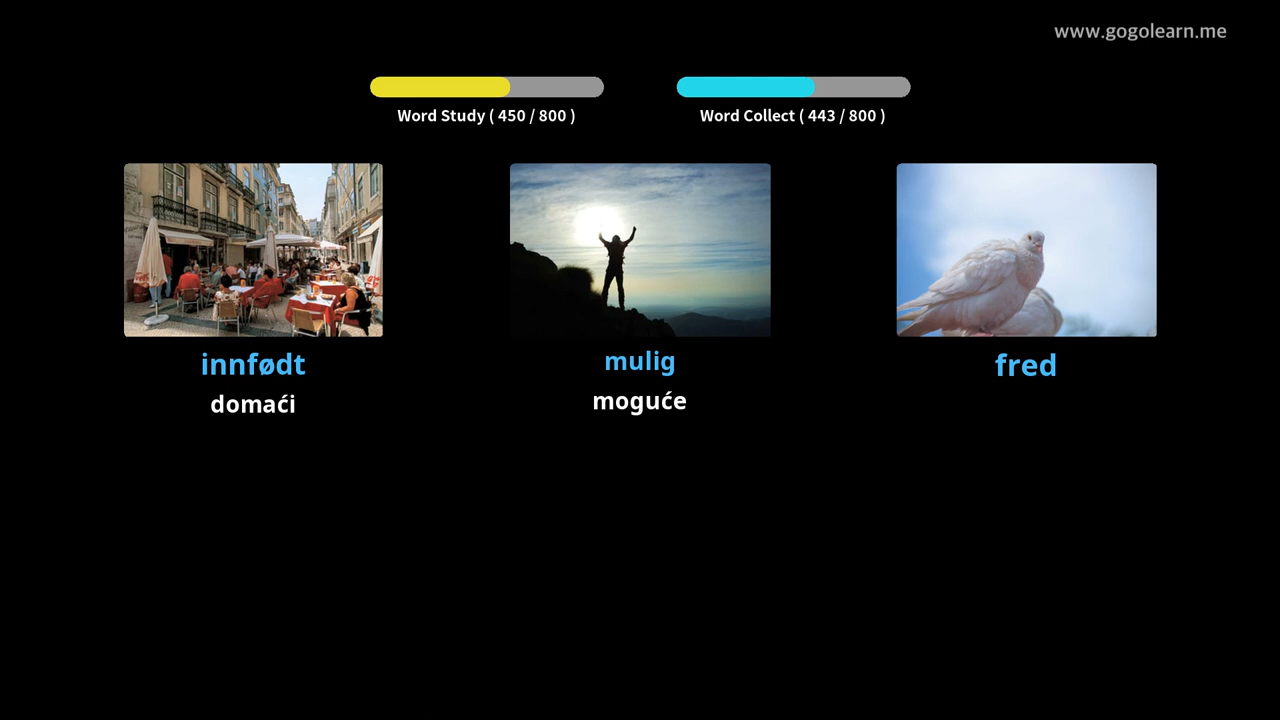 www.gogolearn.me
Word Study ( 450 / 800 )
Word Collect ( 443 / 800 )
innfødt
domaći
mulig
moguće
fred